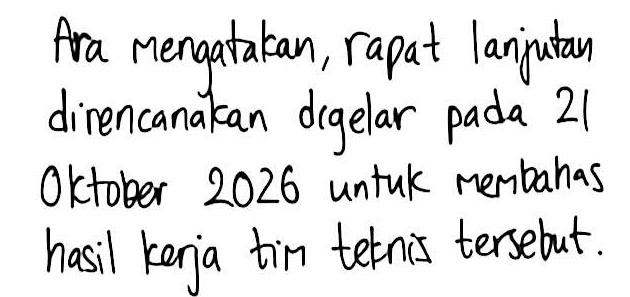 Ara mengatakan, rapat lanjutan
direncanakan digelar pada 21
Oktober 2026 untuk membahas
hasil kerja tim teknis tersebut.